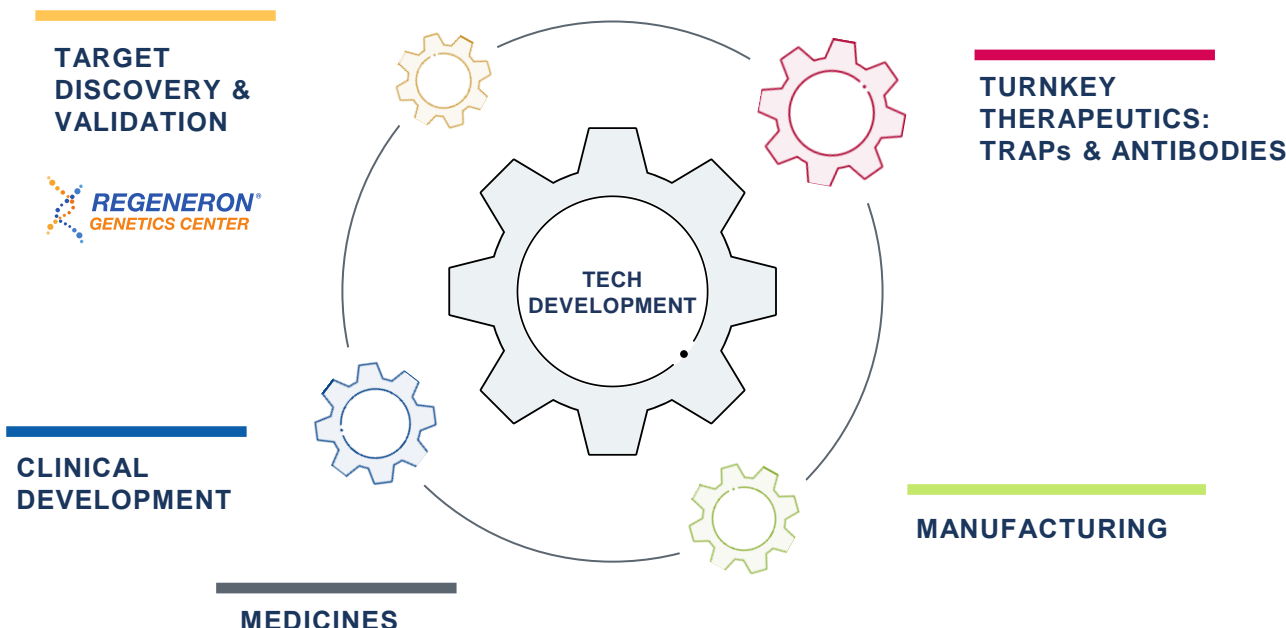 TARGET
DISCOVERY &
VALIDATION
REGENERON®
GENETICS CENTER
TURNKEY
THERAPEUTICS:
TRAPs & ANTIBODIES
TECH
DEVELOPMENT
CLINICAL
DEVELOPMENT
MANUFACTURING
MEDICINES